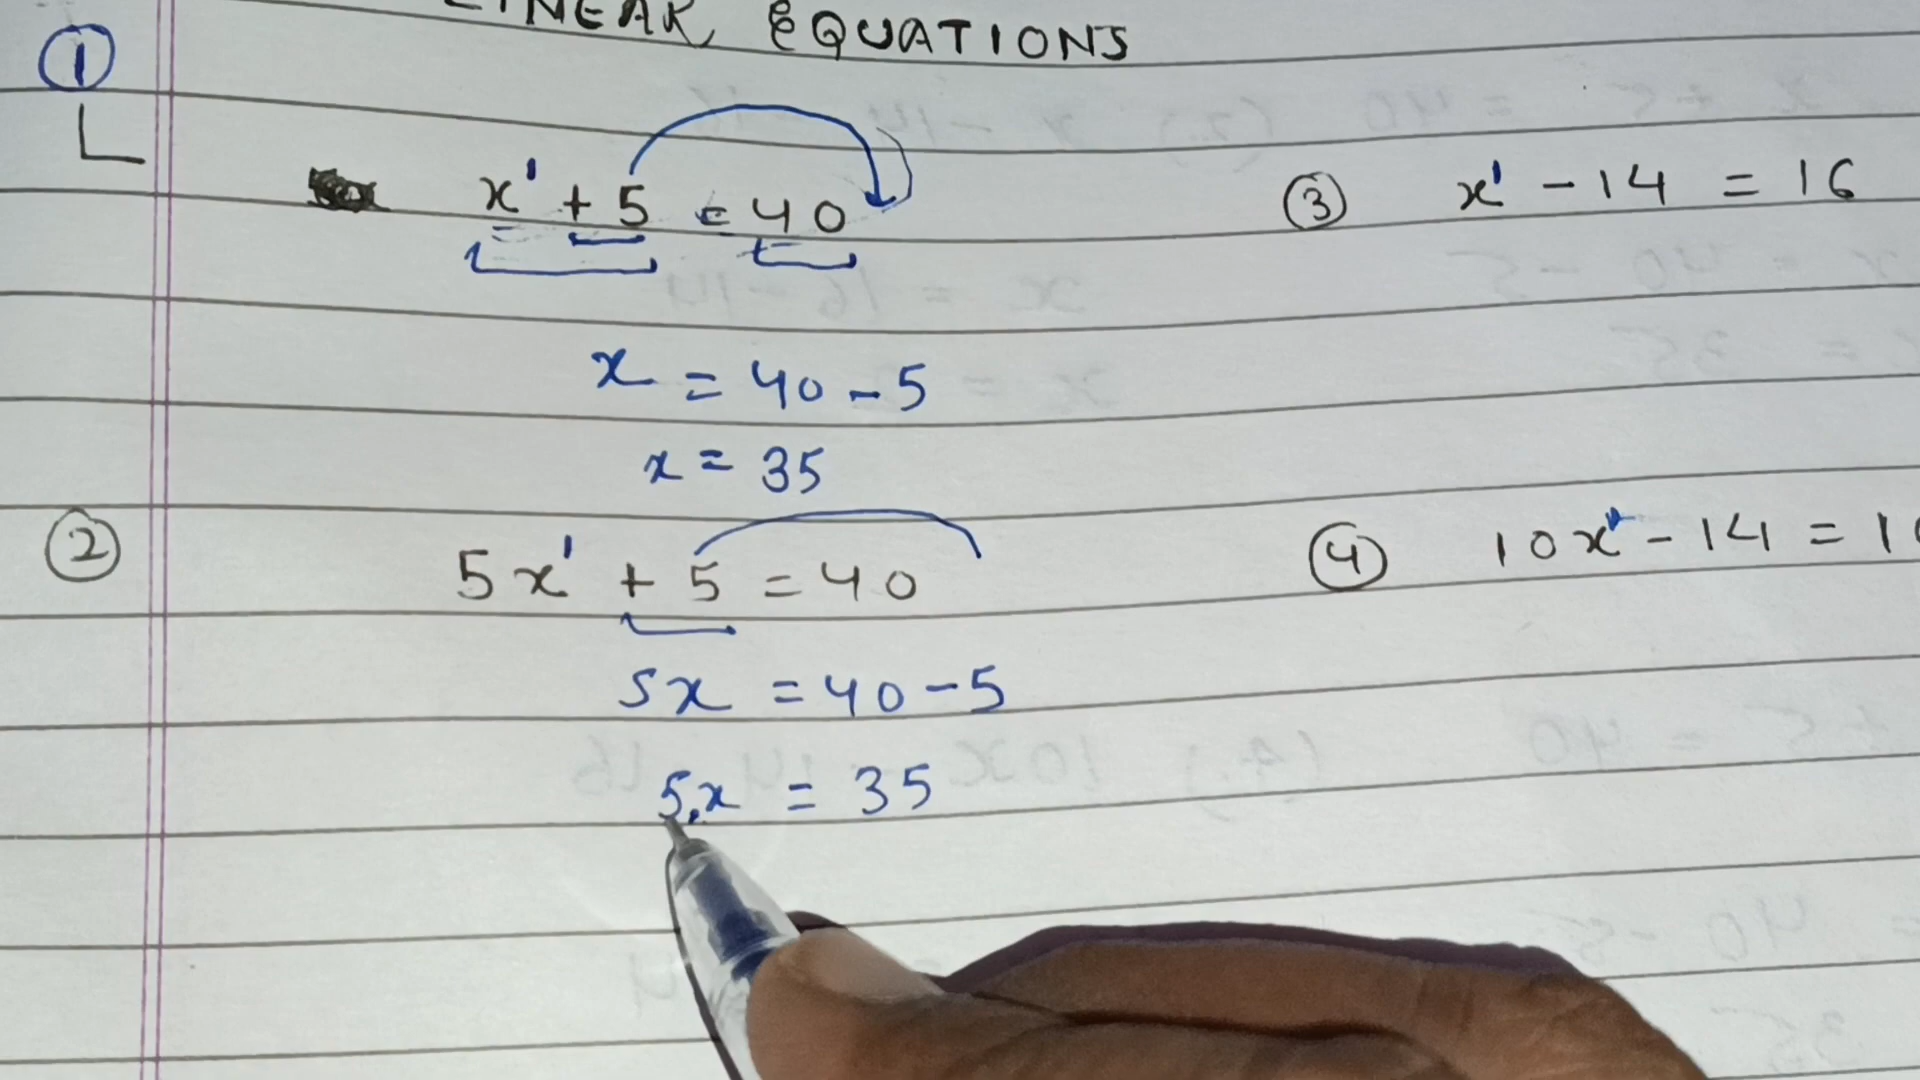 LINEAR EQUATIONS
①
x¹ + 5 = 40
x = 40 - 5
x = 35
② 5x¹ + 5 = 40
5x = 40 - 5
5.x = 35
③ x¹ - 14 = 16
④ 10x¹ - 14 = 1